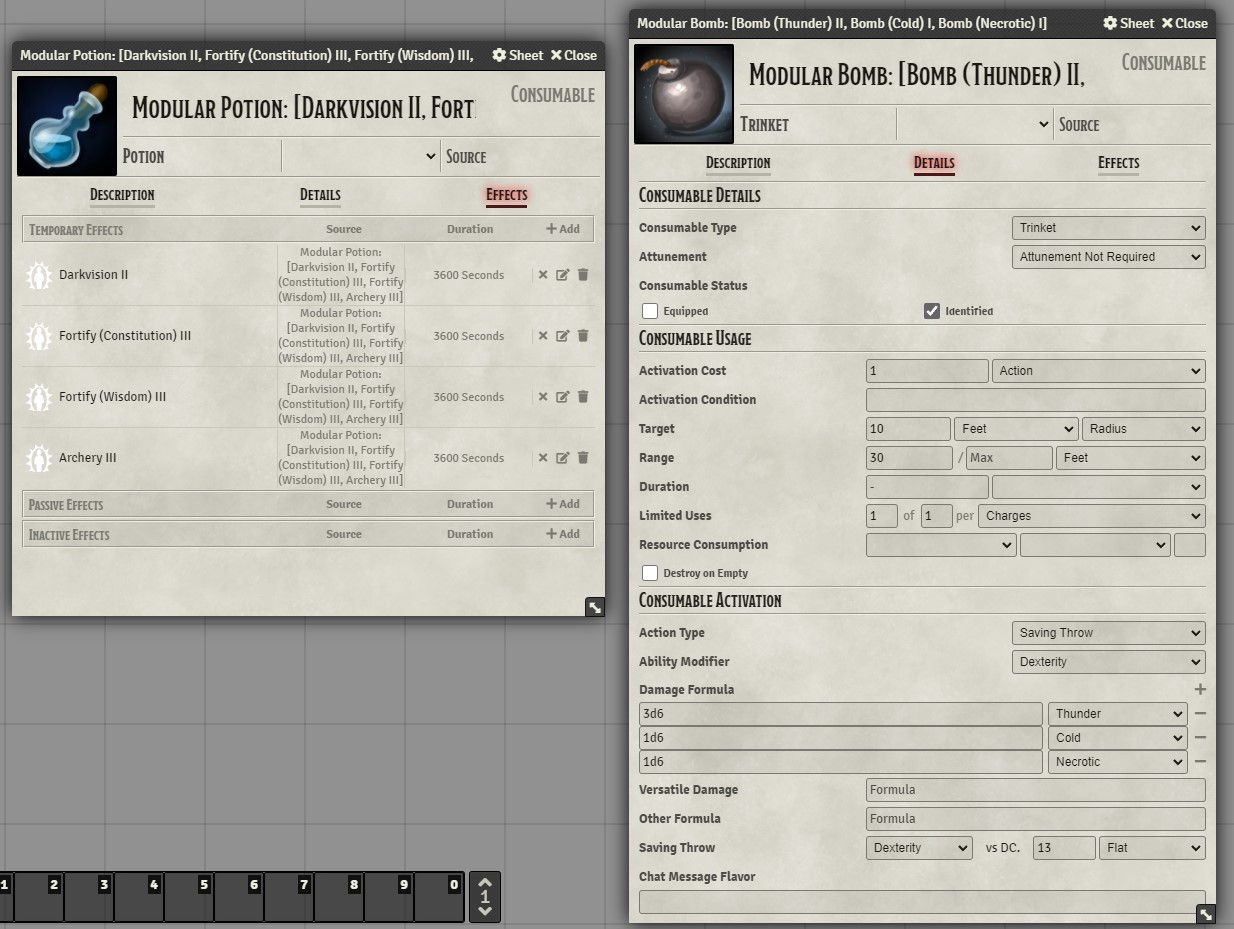 Modular Potion: [Darkvision II, Fortify (Constitution) III, Fortify (Wisdom) III,
Sheet
Close
Modular Potion: [Darkvision II, Fort
Consumable
Potion
Source
Description
Details
Effects
Temporary Effects
Source
Duration
Add
Darkvision II
Modular Potion:
[Darkvision II, Fortify
(Constitution) III, Fortify
(Wisdom) III, Archery III]
3600 Seconds
Fortify (Constitution) III
Modular Potion:
[Darkvision II, Fortify
(Constitution) III, Fortify
(Wisdom) III, Archery III]
3600 Seconds
Fortify (Wisdom) III
Modular Potion:
[Darkvision II, Fortify
(Constitution) III, Fortify
(Wisdom) III, Archery III]
3600 Seconds
Archery III
Modular Potion:
[Darkvision II, Fortify
(Constitution) III, Fortify
(Wisdom) III, Archery III]
3600 Seconds
Passive Effects
Source
Duration
Add
Inactive Effects
Source
Duration
Add
1 2 3 4 5 6 7 8 9 0
1
Modular Bomb: [Bomb (Thunder) II, Bomb (Cold) I, Bomb (Necrotic) I]
Sheet
Close
Modular Bomb: [Bomb (Thunder) II,
Consumable
Trinket
Source
Description
Details
Effects
Consumable Details
Consumable Type
Trinket
Attunement
Attunement Not Required
Consumable Status
Equipped
Identified
Consumable Usage
Activation Cost
1
Action
Activation Condition
Target
10
Feet
Radius
Range
30
/
Max
Feet
Duration
-
Limited Uses
1 of 1 per Charges
Resource Consumption
Destroy on Empty
Consumable Activation
Action Type
Saving Throw
Ability Modifier
Dexterity
Damage Formula
3d6
Thunder
1d6
Cold
1d6
Necrotic
Versatile Damage
Formula
Other Formula
Formula
Saving Throw
Dexterity
vs DC.
13
Flat
Chat Message Flavor